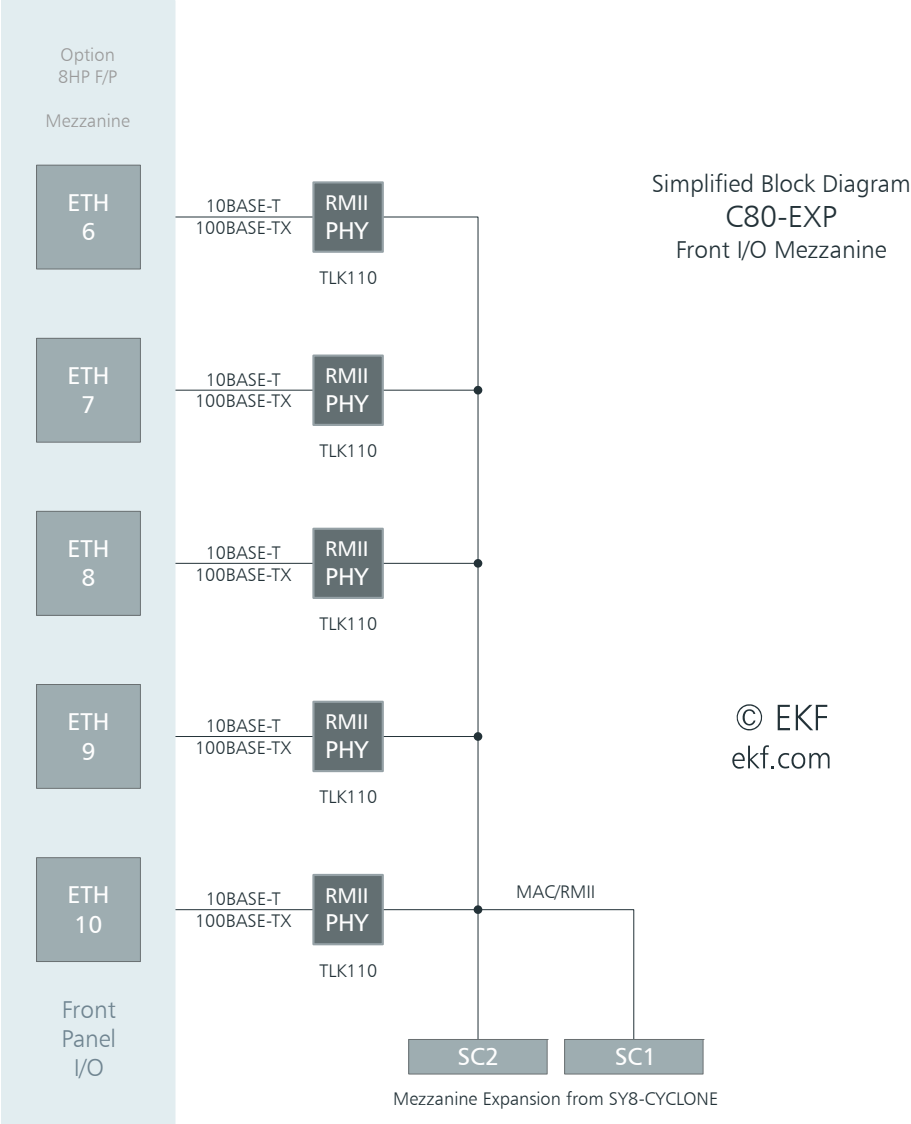 Option
8HP F/P
Mezzanine
Simplified Block Diagram
C80-EXP
Front I/O Mezzanine
ETH
6
10BASE-T
100BASE-TX
RMII
PHY
TLK110
ETH
7
10BASE-T
100BASE-TX
RMII
PHY
TLK110
ETH
8
10BASE-T
100BASE-TX
RMII
PHY
TLK110
ETH
9
10BASE-T
100BASE-TX
RMII
PHY
TLK110
© EKF
ekf.com
ETH
10
10BASE-T
100BASE-TX
RMII
PHY
TLK110
MAC/RMII
Front
Panel
I/O
SC2
SC1
Mezzanine Expansion from SY8-CYCLONE